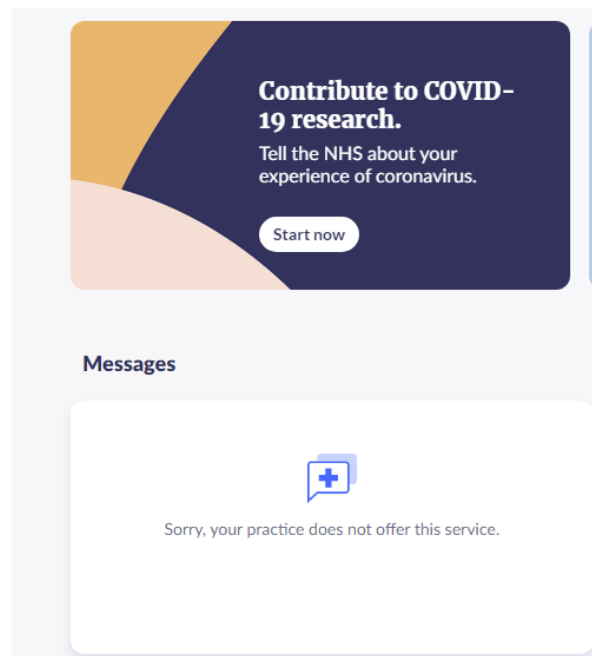 Contribute to COVID-
19 research.
Tell the NHS about your
experience of coronavirus.
Start now
Messages
Sorry, your practice does not offer this service.